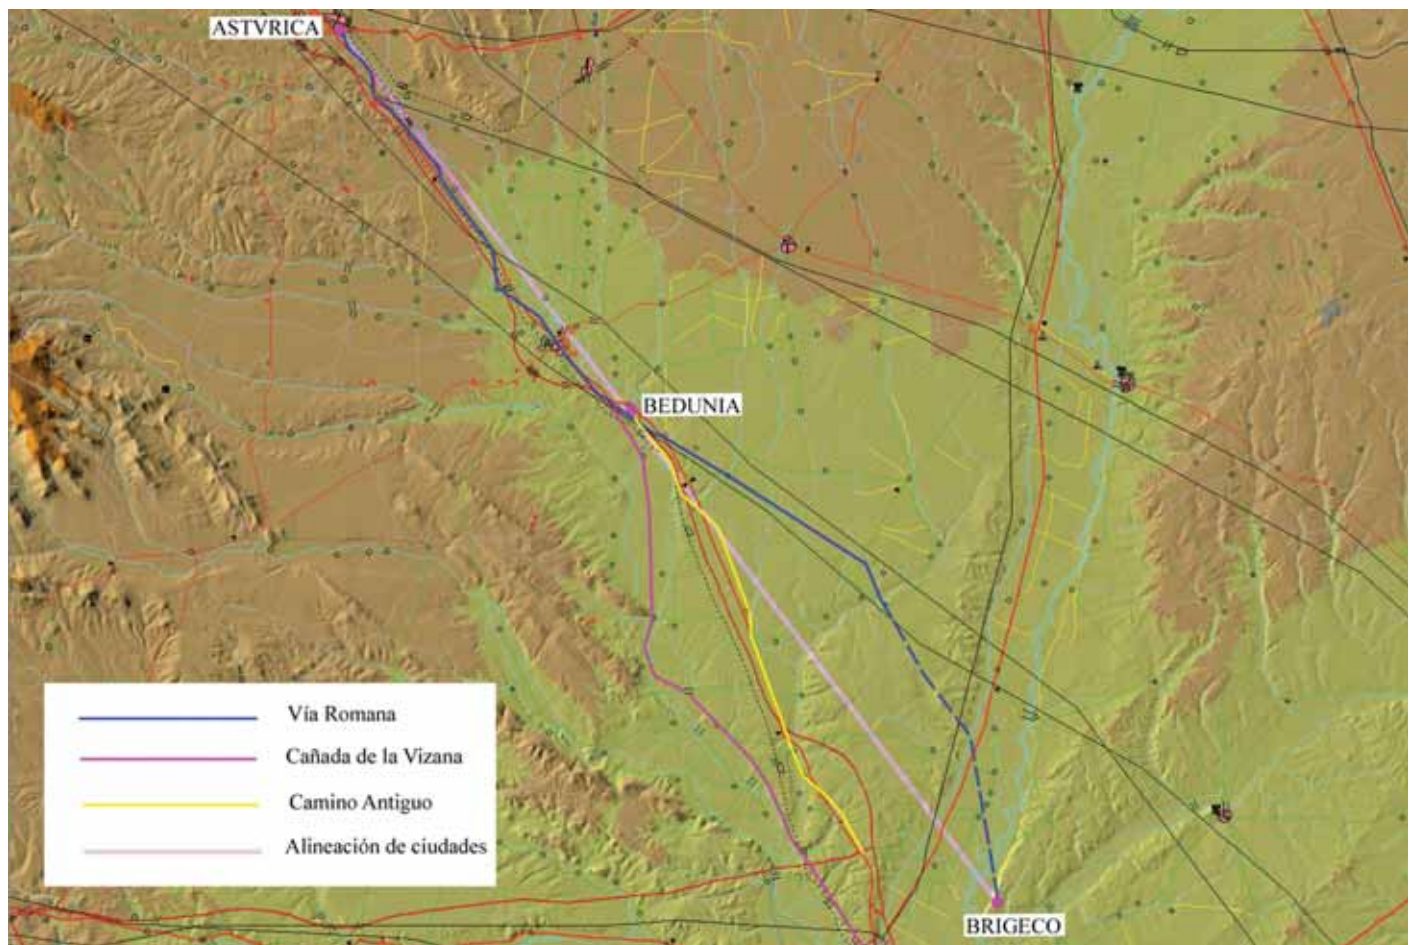 ASTVRICA
BEDUNIA
Vía Romana
Cañada de la Vizana
Camino Antiguo
Alineación de ciudades
BRIGECO